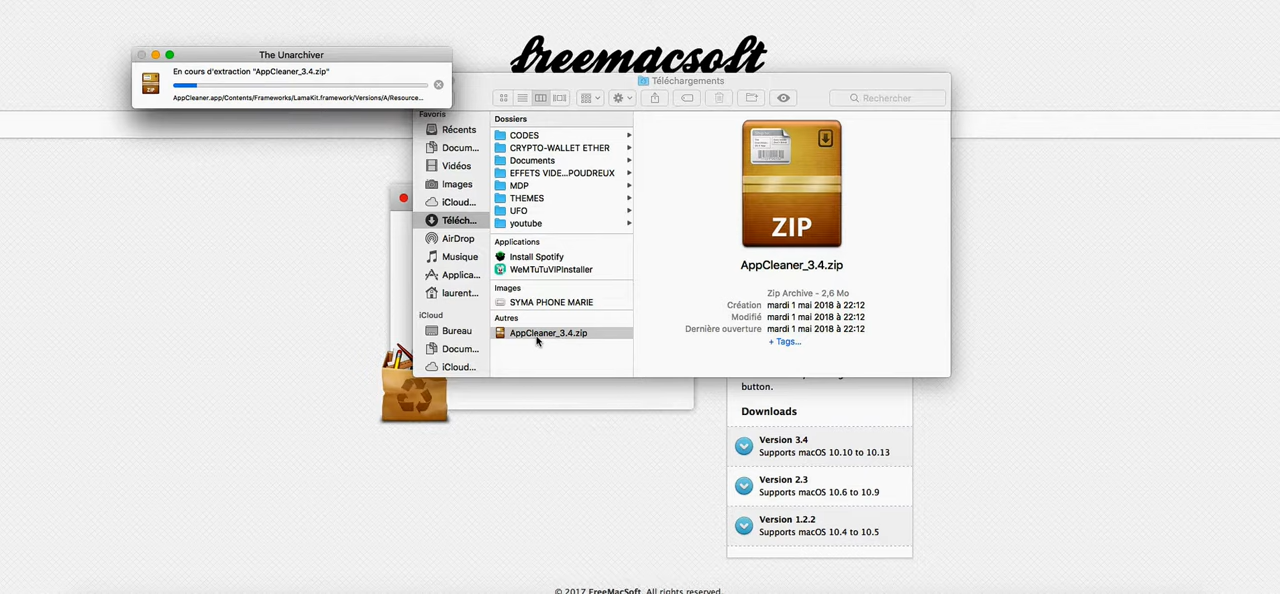 freemacsoft
The Unarchiver
En cours d'extraction "AppCleaner_3.4.zip"
AppCleaner.app/Contents/Frameworks/LamaKit.framework/Versions/A/Resource...
Téléchargements
Rechercher
Favoris
Récents
Docum...
Vidéos
Images
iCloud...
Téléch...
AirDrop
Musique
Applica...
laurent...
iCloud
Bureau
Docum...
iCloud...
Dossiers
CODES
CRYPTO-WALLET ETHER
Documents
EFFETS VIDE...POUDREUX
MDP
THEMES
UFO
youtube
Applications
Install Spotify
WeMTuTuVIPInstaller
Images
SYMA PHONE MARIE
Autres
AppCleaner_3.4.zip
ZIP
ZIP
AppCleaner_3.4.zip
Zip Archive - 2,6 Mo
Création mardi 1 mai 2018 à 22:12
Modifié mardi 1 mai 2018 à 22:12
Dernière ouverture mardi 1 mai 2018 à 22:12
+ Tags...
button.
Downloads
Version 3.4
Supports macOS 10.10 to 10.13
Version 2.3
Supports macOS 10.6 to 10.9
Version 1.2.2
Supports macOS 10.4 to 10.5
© 2017 FreeMacSoft. All rights reserved.